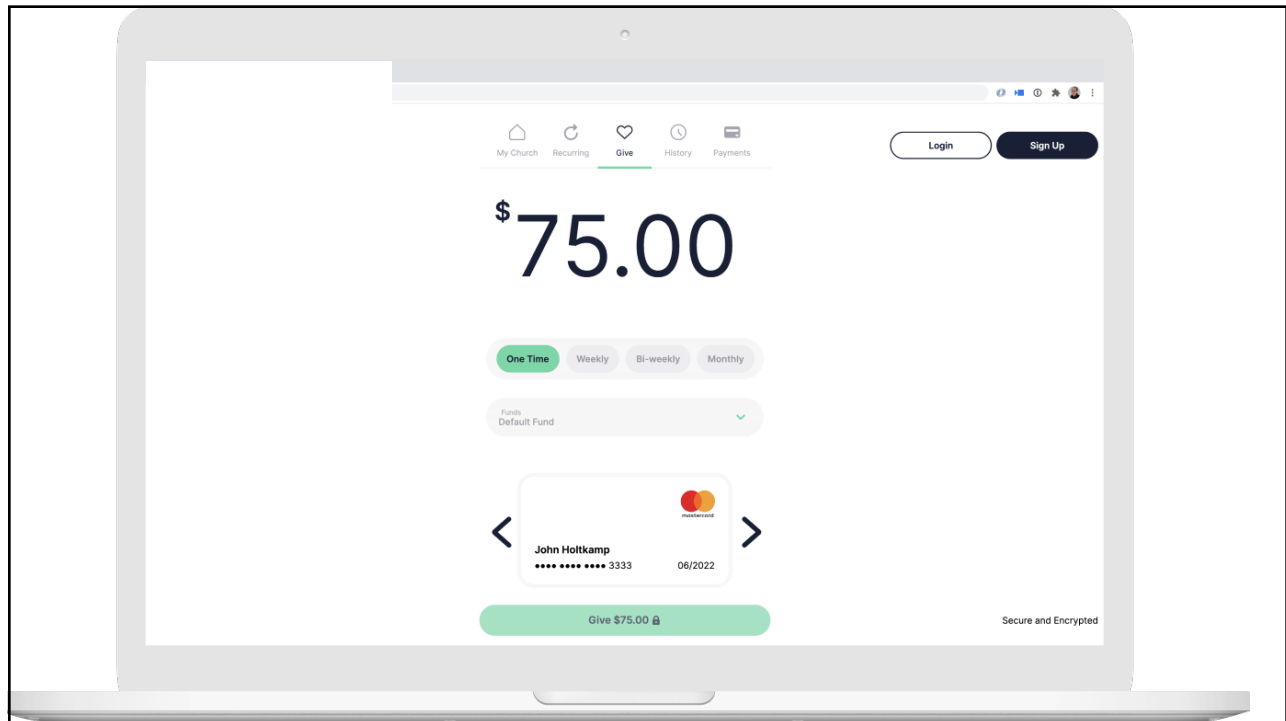 My Church Recurring Give History Payments
Login Sign Up
$75.00
One Time Weekly Bi-weekly Monthly
Funds
Default Fund
mastercard
John Holtkamp
•••• •••• •••• 3333 06/2022
Give $75.00
Secure and Encrypted